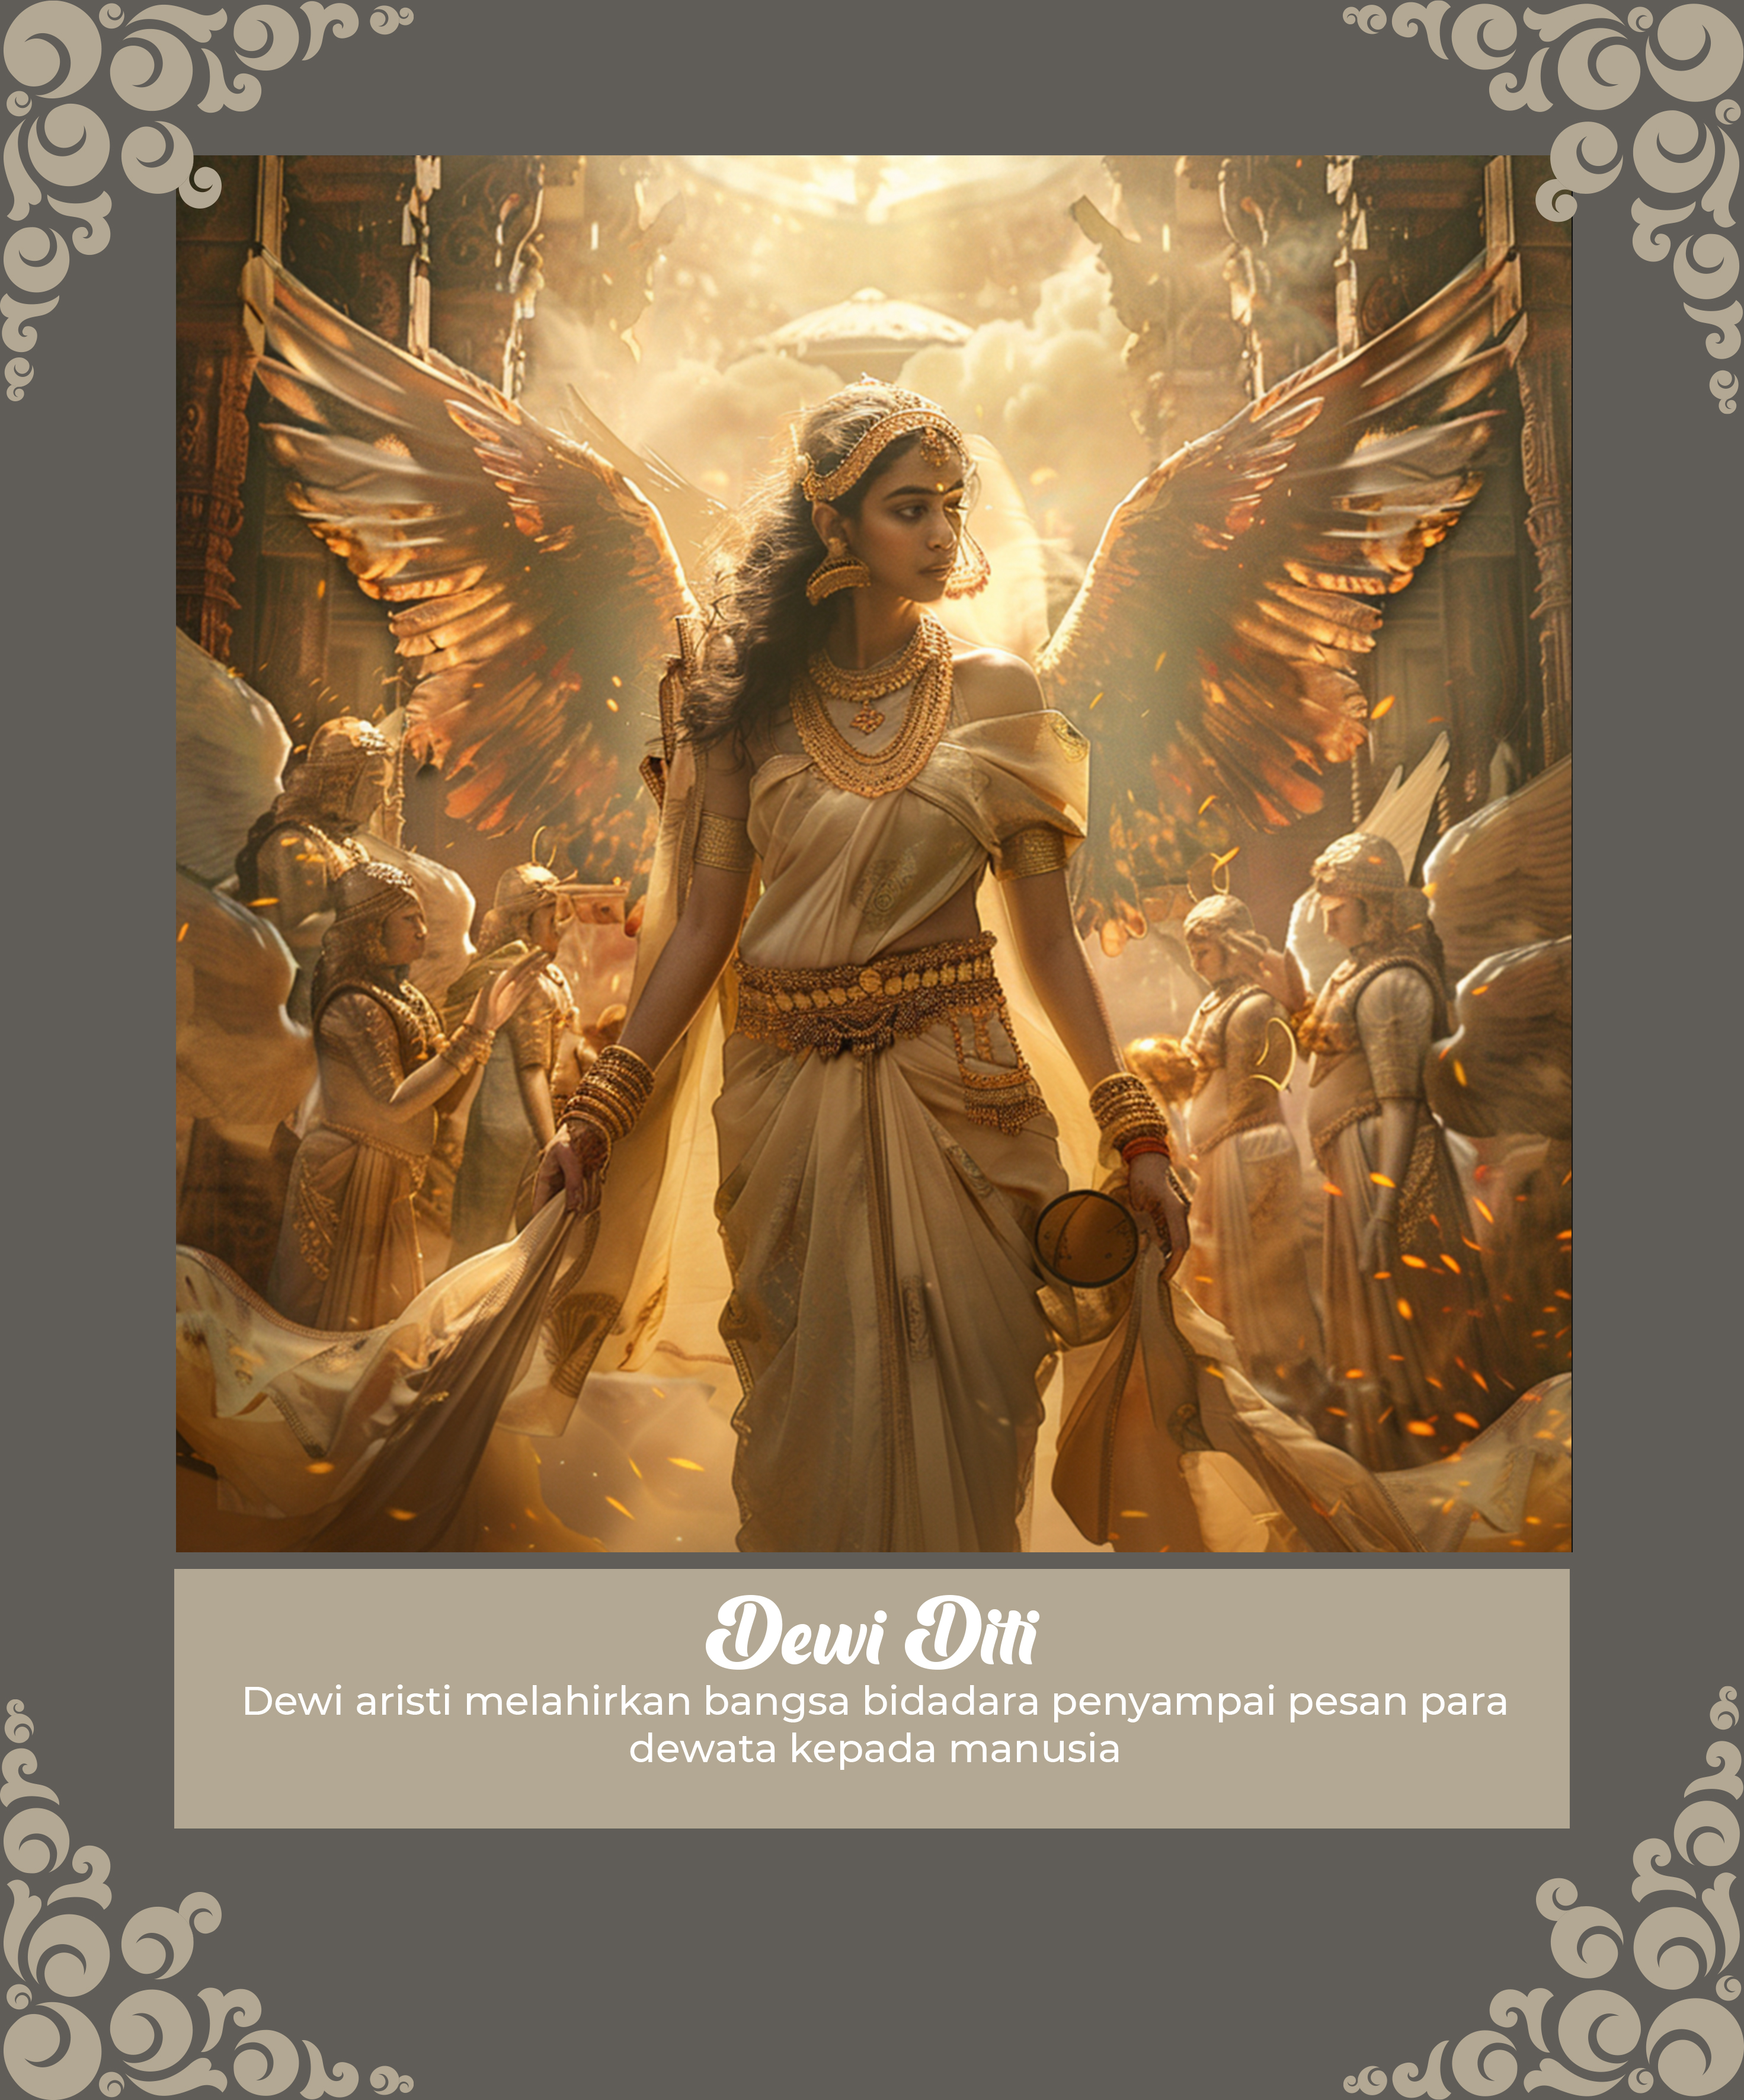 Dewi Diti
Dewi aristi melahirkan bangsa bidadara penyampai pesan para
dewata kepada manusia